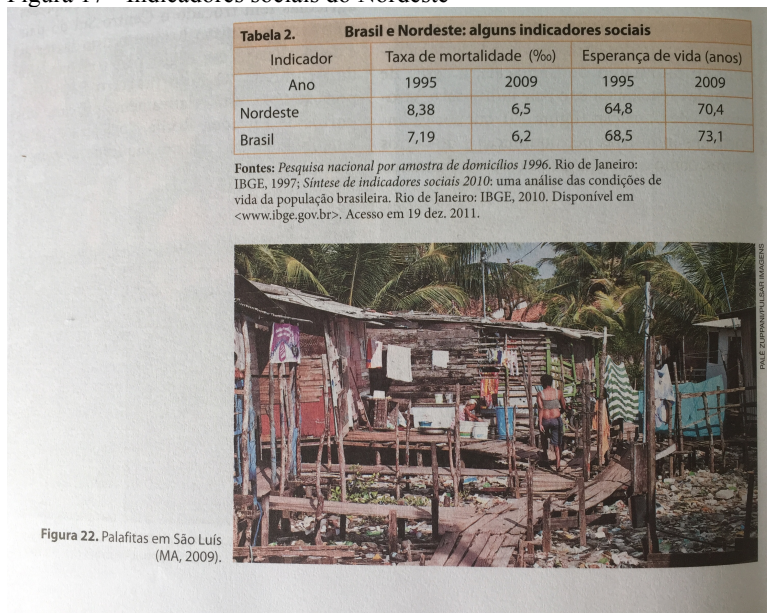 Figura 17 - Indicadores sociais do Nordeste
Tabela 2. Brasil e Nordeste: alguns indicadores sociais
Indicador Taxa de mortalidade (‰) Esperança de vida (anos)
Ano 1995 2009 1995 2009
Nordeste 8,38 6,5 64,8 70,4
Brasil 7,19 6,2 68,5 73,1
Fontes: Pesquisa nacional por amostra de domicílios 1996. Rio de Janeiro:
IBGE, 1997; Síntese de indicadores sociais 2010: uma análise das condições de
vida da população brasileira. Rio de Janeiro: IBGE, 2010. Disponível em
<www.ibge.gov.br>. Acesso em 19 dez. 2011.
PALÊ ZUPPANI/PULSAR IMAGENS
Figura 22. Palafitas em São Luís
(MA, 2009).